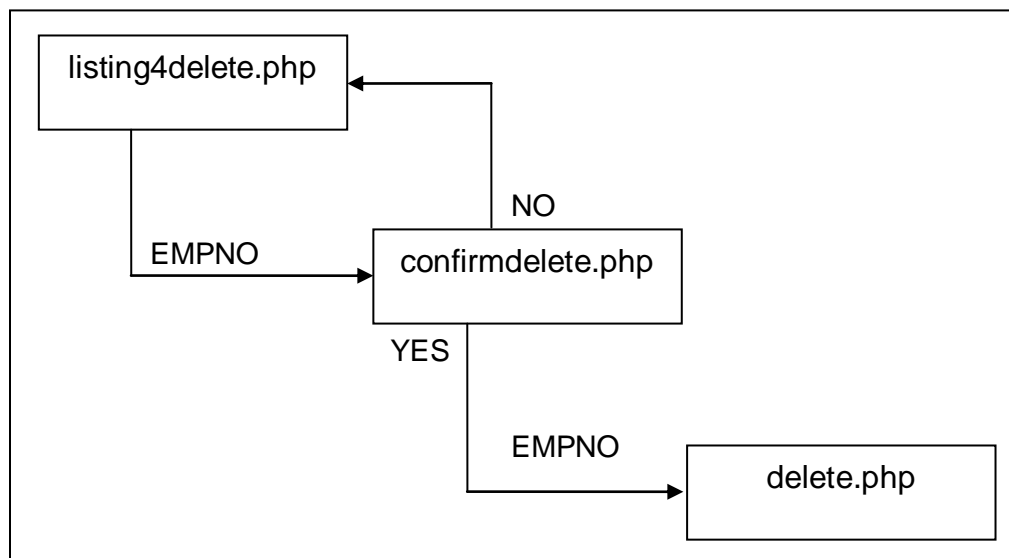 listing4delete.php
NO
EMPNO
confirmdelete.php
YES
EMPNO
delete.php